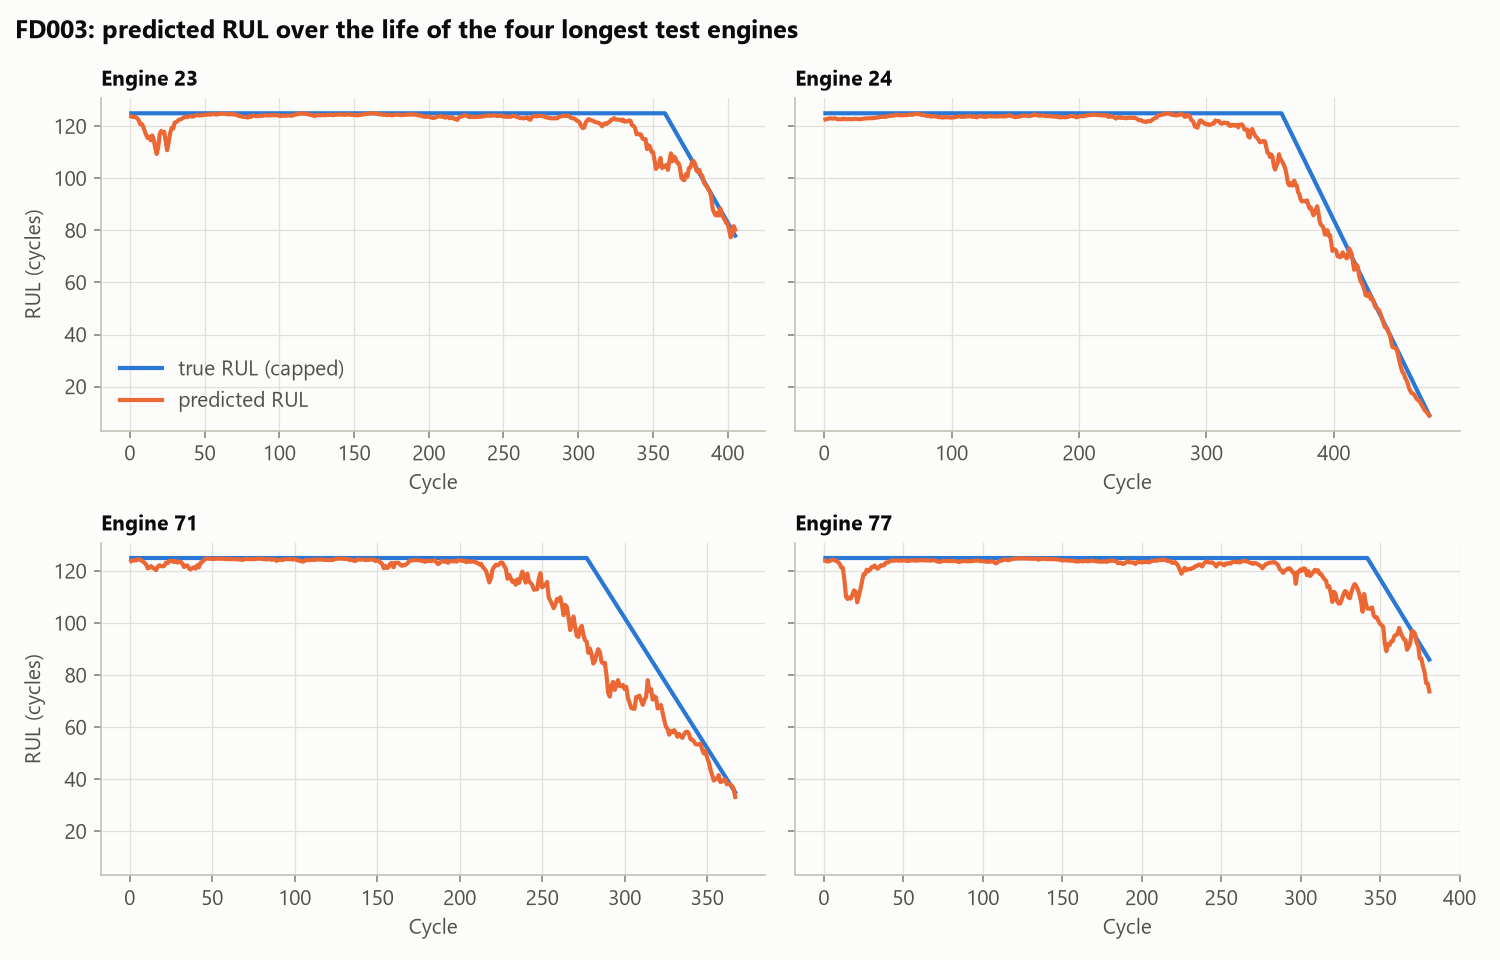 FD003: predicted RUL over the life of the four longest test engines
Engine 23
120
100
80
60
40
20
RUL (cycles)
true RUL (capped)
predicted RUL
0 50 100 150 200 250 300 350 400
Cycle
Engine 24
0 100 200 300 400
Cycle
Engine 71
120
100
80
60
40
20
RUL (cycles)
0 50 100 150 200 250 300 350
Cycle
Engine 77
0 50 100 150 200 250 300 350 400
Cycle